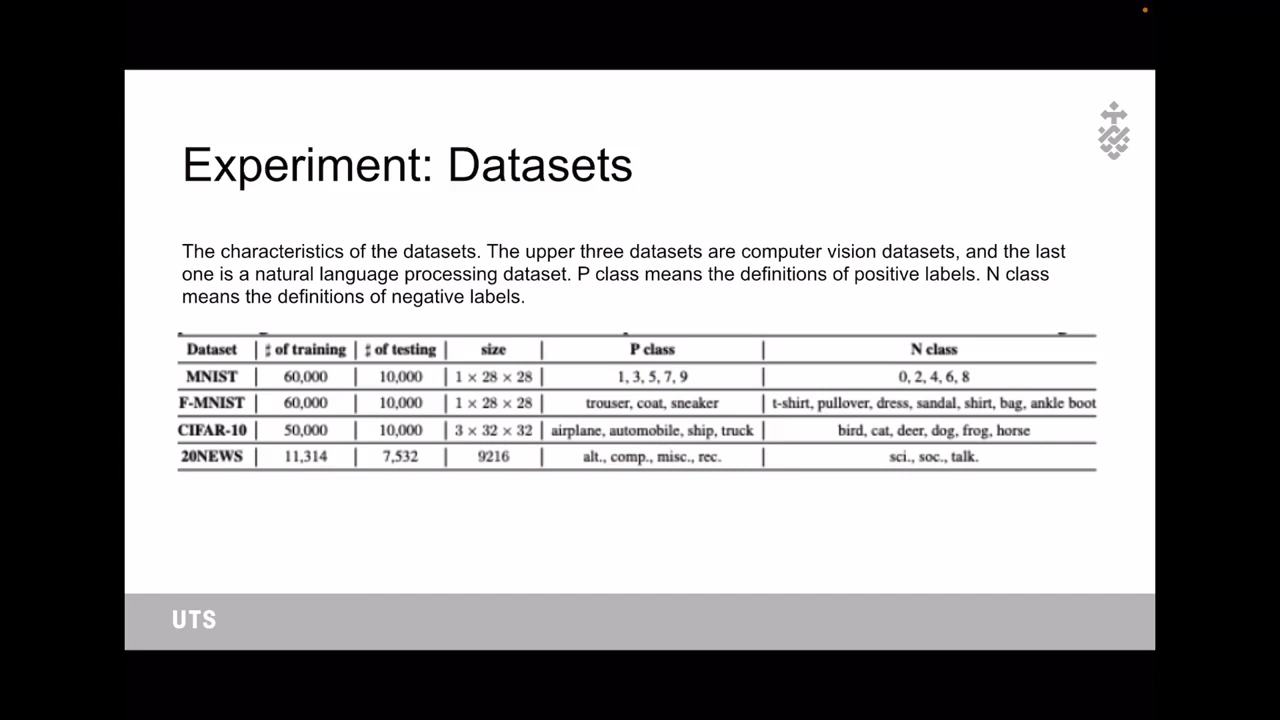 Experiment: Datasets
The characteristics of the datasets. The upper three datasets are computer vision datasets, and the last
one is a natural language processing dataset. P class means the definitions of positive labels. N class
means the definitions of negative labels.
Dataset | ♯ of training | ♯ of testing | size | P class | N class
MNIST | 60,000 | 10,000 | 1 × 28 × 28 | 1, 3, 5, 7, 9 | 0, 2, 4, 6, 8
F-MNIST | 60,000 | 10,000 | 1 × 28 × 28 | trouser, coat, sneaker | t-shirt, pullover, dress, sandal, shirt, bag, ankle boot
CIFAR-10 | 50,000 | 10,000 | 3 × 32 × 32 | airplane, automobile, ship, truck | bird, cat, deer, dog, frog, horse
20NEWS | 11,314 | 7,532 | 9216 | alt., comp., misc., rec. | sci., soc., talk.
UTS